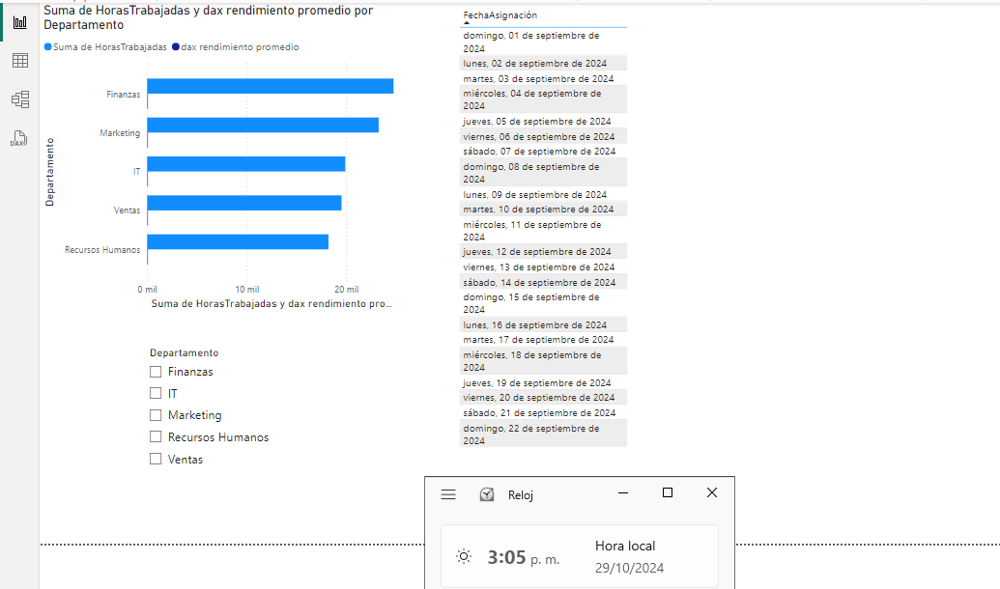 Suma de HorasTrabajadas y dax rendimiento promedio por
Departamento
Suma de HorasTrabajadas dax rendimiento promedio
Departamento
Finanzas
Marketing
IT
Ventas
Recursos Humanos
0 mil 10 mil 20 mil
Suma de HorasTrabajadas y dax rendimiento pro...
Departamento
Finanzas
IT
Marketing
Recursos Humanos
Ventas
FechaAsignación
domingo, 01 de septiembre de
2024
lunes, 02 de septiembre de 2024
martes, 03 de septiembre de 2024
miércoles, 04 de septiembre de
2024
jueves, 05 de septiembre de 2024
viernes, 06 de septiembre de 2024
sábado, 07 de septiembre de 2024
domingo, 08 de septiembre de
2024
lunes, 09 de septiembre de 2024
martes, 10 de septiembre de 2024
miércoles, 11 de septiembre de
2024
jueves, 12 de septiembre de 2024
viernes, 13 de septiembre de 2024
sábado, 14 de septiembre de 2024
domingo, 15 de septiembre de
2024
lunes, 16 de septiembre de 2024
martes, 17 de septiembre de 2024
miércoles, 18 de septiembre de
2024
jueves, 19 de septiembre de 2024
viernes, 20 de septiembre de 2024
sábado, 21 de septiembre de 2024
domingo, 22 de septiembre de
2024
Reloj
3:05 p. m.
Hora local
29/10/2024
DAX